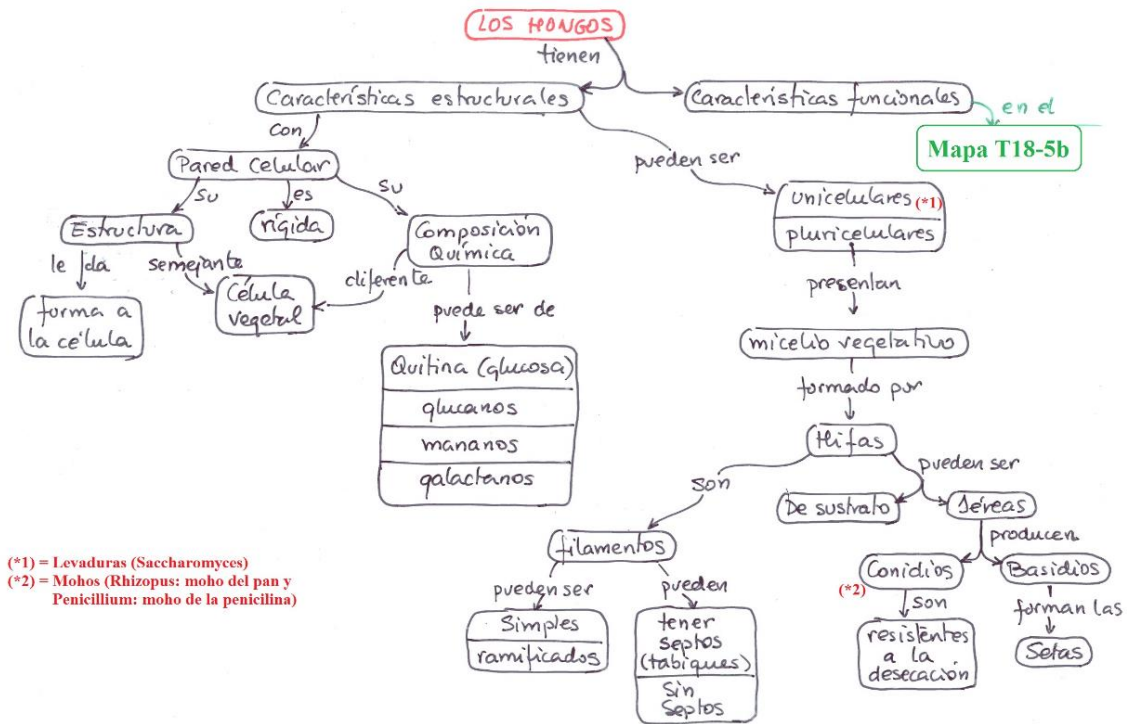 LOS HONGOS
tienen
Características estructurales
Características funcionales
en el
Mapa T18-5b
con
pueden ser
Pared Celular
su
es
su
Estructura
rígida
Composición
Química
unicelulares (*1)
pluricelulares
le da
semejante
diferente
forma a
la célula
Célula
vegetal
puede ser de
presentan
Quitina (glucosa)
glucanos
mananos
galactanos
micelio vegetativo
formado por
Hifas
son
pueden ser
De sustrato
Aéreas
filamentos
producen
Conidios
(*2)
Basidios
pueden ser
pueden
son
forman las
Simples
ramificados
tener
septos
(tabiques)
Sin
Septos
resistentes
a la
desecación
Setas
(*1) = Levaduras (Saccharomyces)
(*2) = Mohos (Rhizopus: moho del pan y
Penicillium: moho de la penicilina)